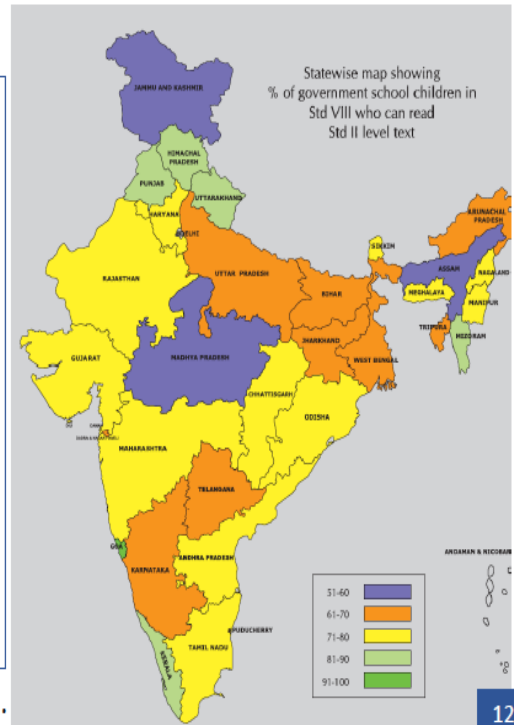 Statewise map showing
% of government school children in
Std VIII who can read
Std II level text
JAMMU AND KASHMIR
HIMACHAL
PRADESH
PUNJAB
UTTARAKHAND
HARYANA
DELHI
ARUNACHAL
PRADESH
SIKKIM
RAJASTHAN
UTTAR PRADESH
ASSAM
NAGALAND
BIHAR
MEGHALAYA
MANIPUR
JHARKHAND
TRIPURA
MIZORAM
GUJARAT
MADHYA PRADESH
WEST BENGAL
CHHATTISGARH
ODISHA
MAHARASHTRA
TELANGANA
GOA
KARNATAKA
ANDHRA PRADESH
ANDAMAN & NICOBAR
PUDUCHERRY
TAMIL NADU
KERALA
51-60
61-70
71-80
81-90
91-100
12